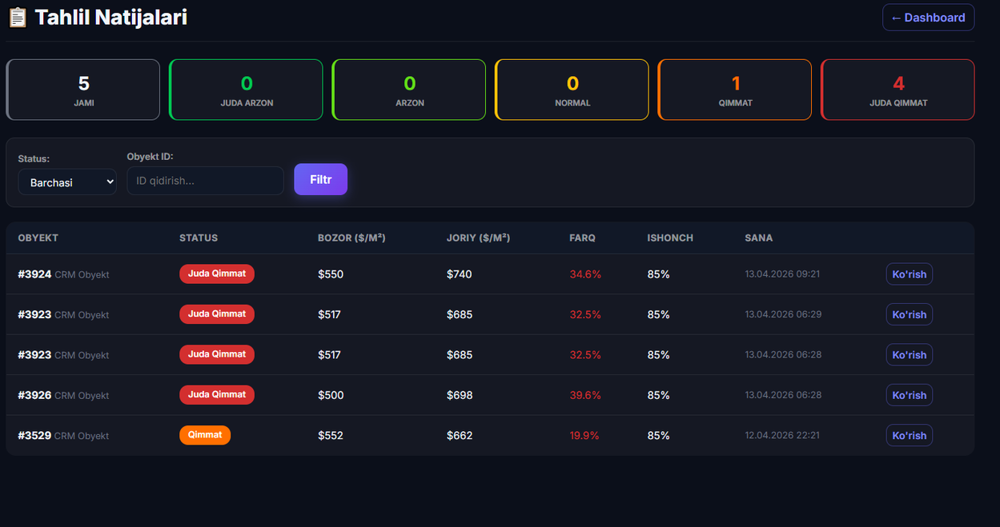 📋 Tahlil Natijalari
← Dashboard
5
JAMI
0
JUDA ARZON
0
ARZON
0
NORMAL
1
QIMMAT
4
JUDA QIMMAT
Status:
Barchasi
Obyekt ID:
ID qidirish...
Filtr
OBYEKT STATUS BOZOR ($/M²) JORIY ($/M²) FARQ ISHONCH SANA
#3924 CRM Obyekt Juda Qimmat $550 $740 34.6% 85% 13.04.2026 09:21 Ko'rish
#3923 CRM Obyekt Juda Qimmat $517 $685 32.5% 85% 13.04.2026 06:29 Ko'rish
#3923 CRM Obyekt Juda Qimmat $517 $685 32.5% 85% 13.04.2026 06:28 Ko'rish
#3926 CRM Obyekt Juda Qimmat $500 $698 39.6% 85% 13.04.2026 06:28 Ko'rish
#3529 CRM Obyekt Qimmat $552 $662 19.9% 85% 12.04.2026 22:21 Ko'rish